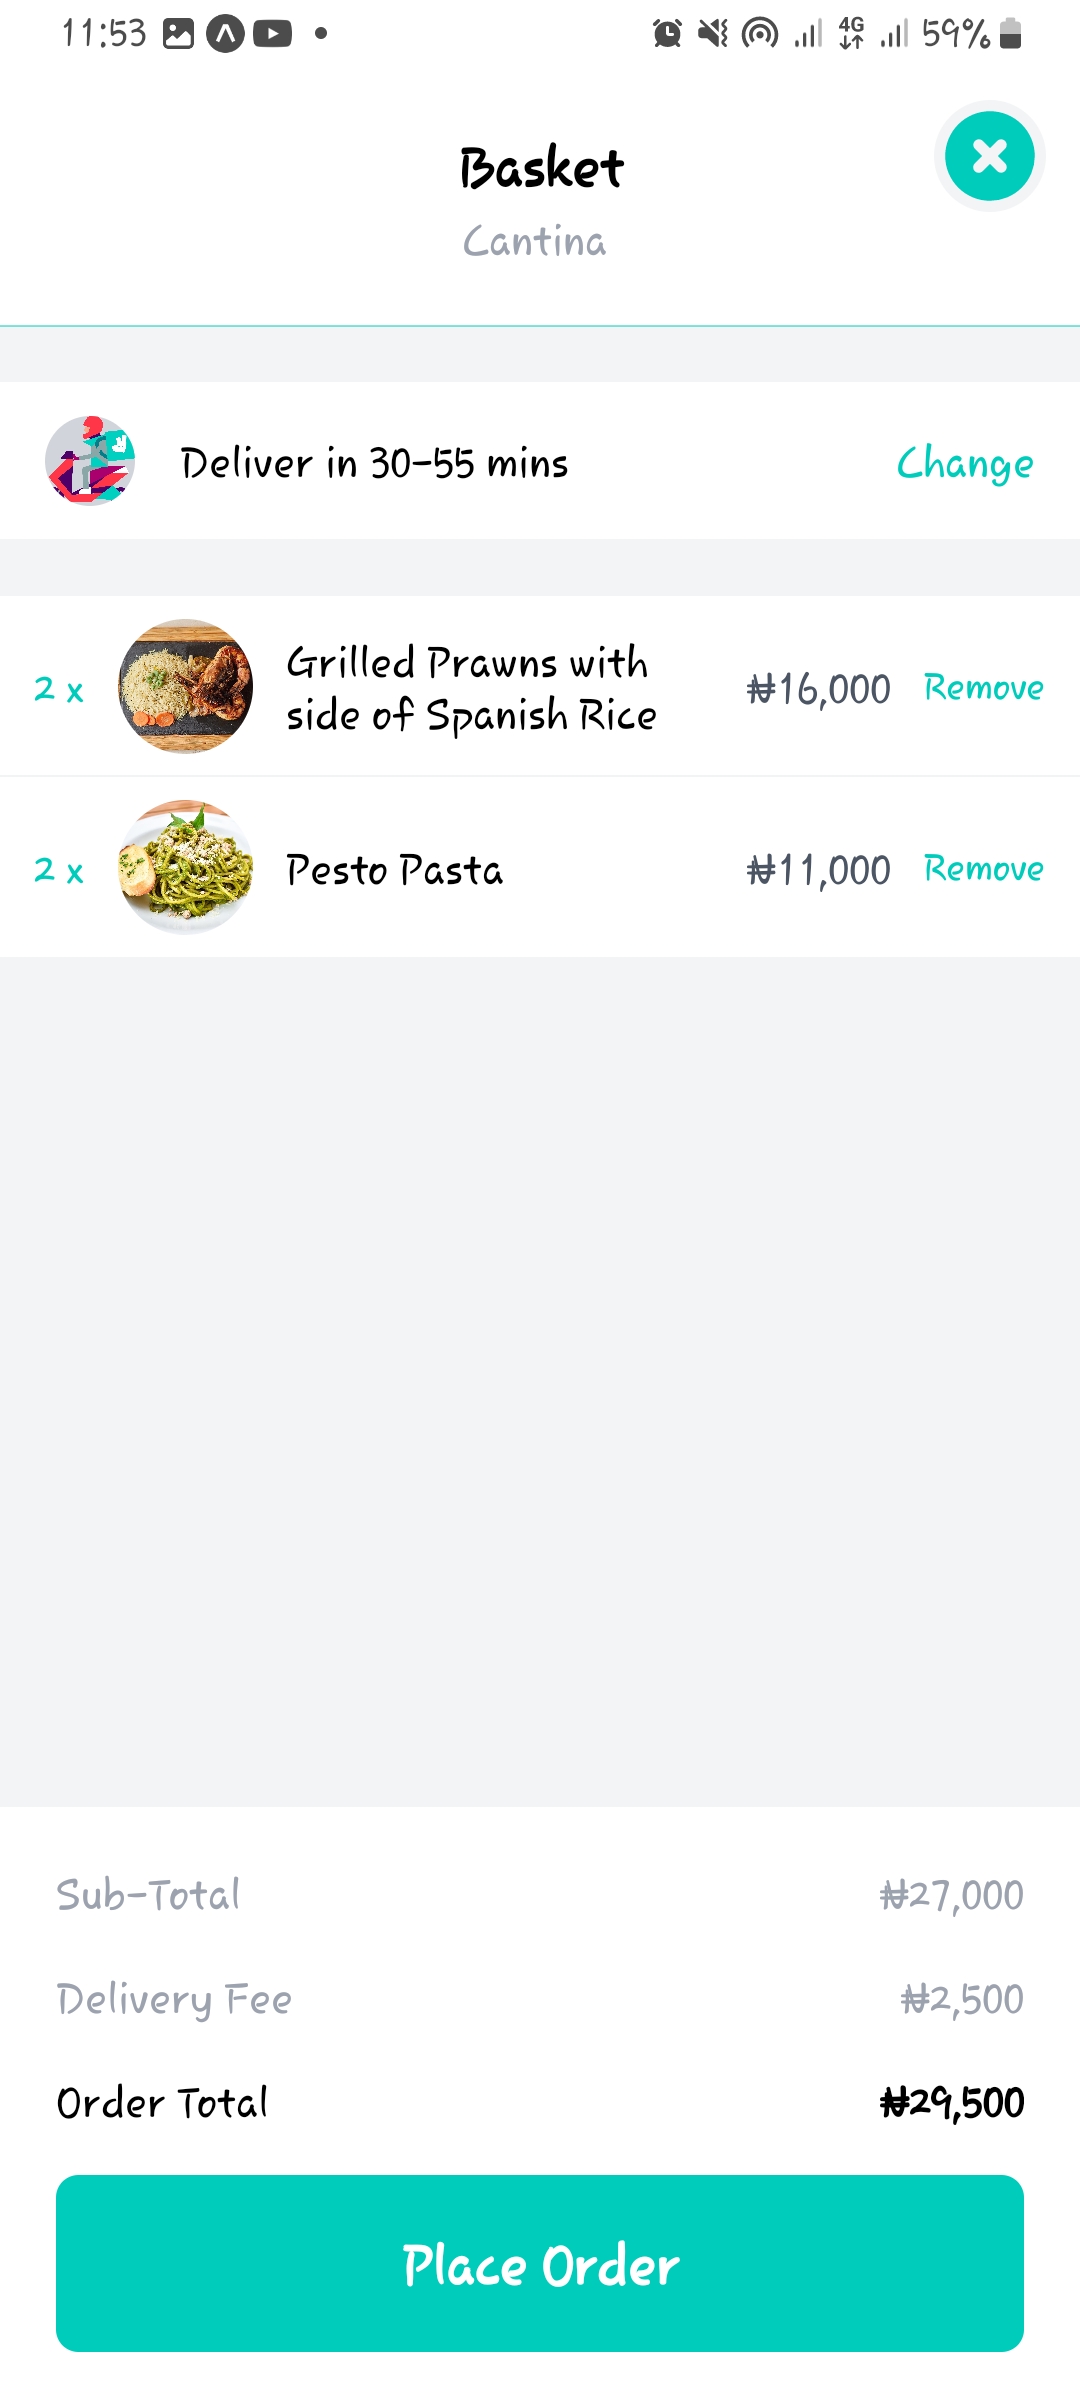 11:53
4G
59%
Basket
Cantina
Deliver in 30-55 mins
Change
2 x
Grilled Prawns with
side of Spanish Rice
₦16,000
Remove
2 x
Pesto Pasta
₦11,000
Remove
Sub-Total
₦27,000
Delivery Fee
₦2,500
Order Total
₦29,500
Place Order